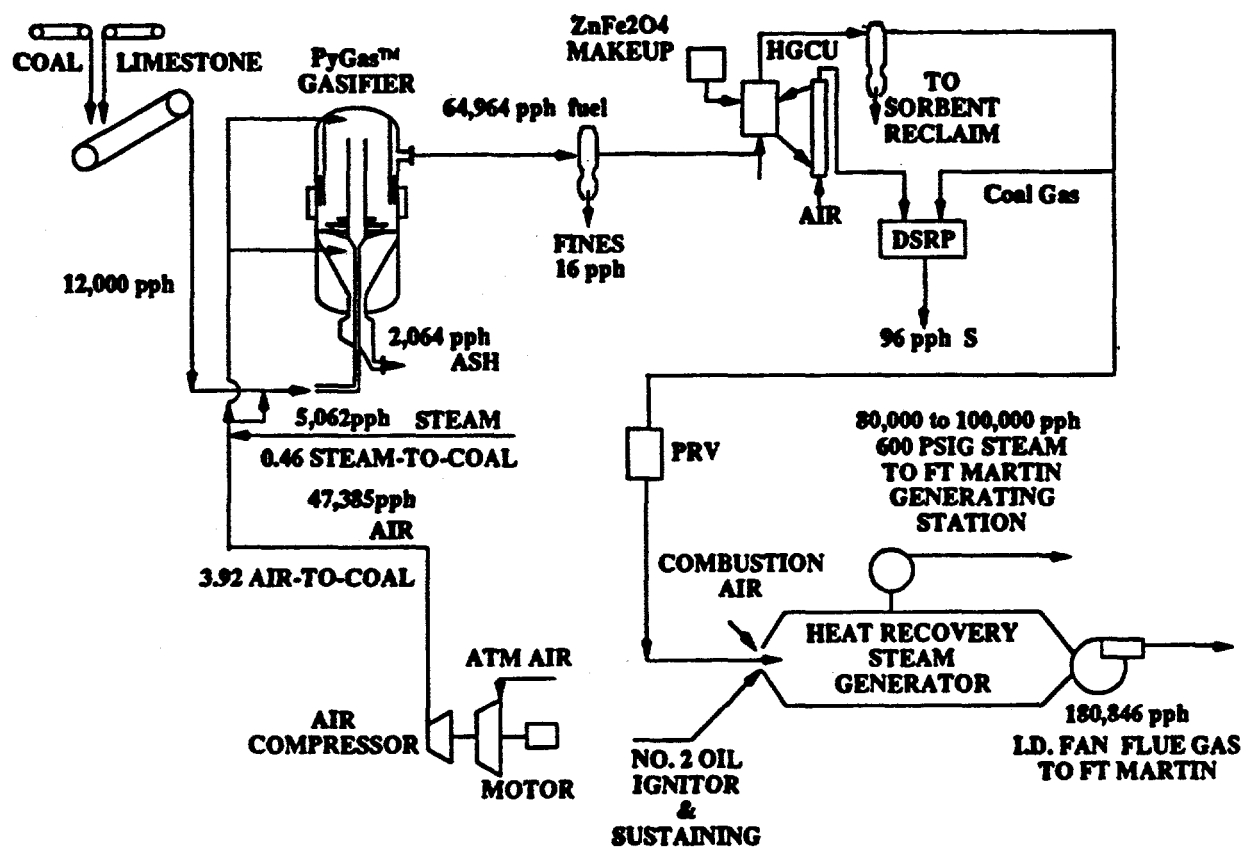 COAL
LIMESTONE
PyGas™
GASIFIER
64,964 pph fuel
ZnFe2O4
MAKEUP
HGCU
TO
SORBENT
RECLAIM
AIR
Coal Gas
DSRP
FINES
16 pph
12,000 pph
2,064 pph
ASH
96 pph S
5,062pph STEAM
0.46 STEAM-TO-COAL
47,385pph
AIR
3.92 AIR-TO-COAL
PRV
80,000 to 100,000 pph
600 PSIG STEAM
TO FT MARTIN
GENERATING
STATION
COMBUSTION
AIR
HEAT RECOVERY
STEAM
GENERATOR
ATM AIR
AIR
COMPRESSOR
MOTOR
NO. 2 OIL
IGNITOR
&
SUSTAINING
180,846 pph
I.D. FAN FLUE GAS
TO FT MARTIN